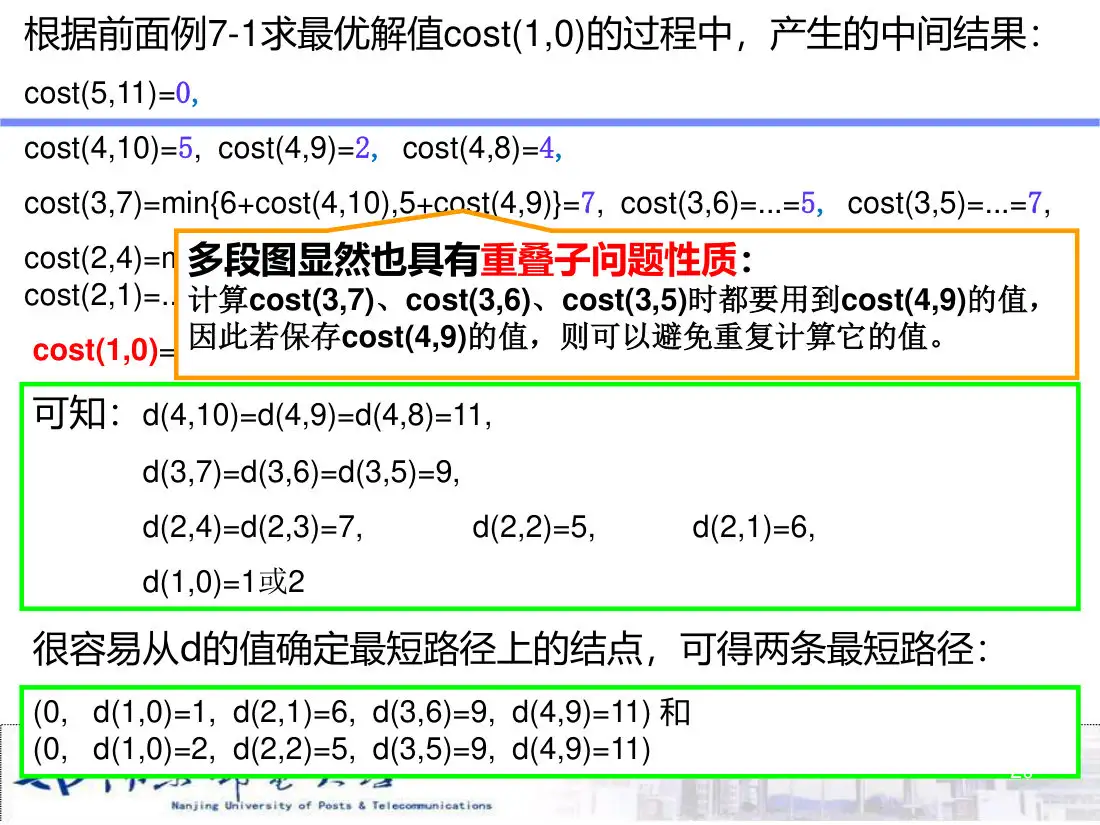 根据前面例7-1求最优解值cost(1,0)的过程中，产生的中间结果：
cost(5,11)=0,
cost(4,10)=5, cost(4,9)=2, cost(4,8)=4,
cost(3,7)=min{6+cost(4,10),5+cost(4,9)}=7, cost(3,6)=...=5, cost(3,5)=...=7,
cost(2,4)=
多段图显然也具有重叠子问题性质：
cost(2,1)=..
计算cost(3,7)、cost(3,6)、cost(3,5)时都要用到cost(4,9)的值，
因此若保存cost(4,9)的值，则可以避免重复计算它的值。
cost(1,0)=
可知：d(4,10)=d(4,9)=d(4,8)=11,
d(3,7)=d(3,6)=d(3,5)=9,
d(2,4)=d(2,3)=7, d(2,2)=5, d(2,1)=6,
d(1,0)=1或2
很容易从d的值确定最短路径上的结点，可得两条最短路径：
(0, d(1,0)=1, d(2,1)=6, d(3,6)=9, d(4,9)=11) 和
(0, d(1,0)=2, d(2,2)=5, d(3,5)=9, d(4,9)=11)
Nanjing University of Posts & Telecommunications